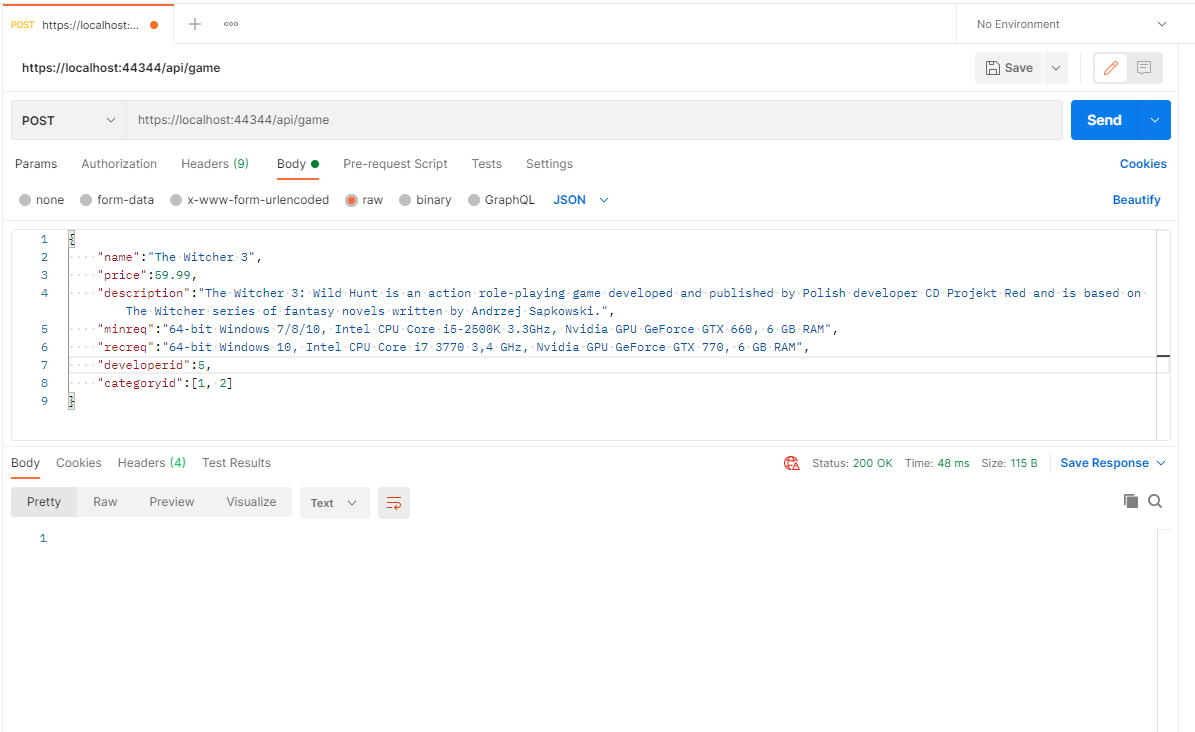 POST https://localhost:... No Environment
https://localhost:44344/api/game Save
POST https://localhost:44344/api/game Send
Params Authorization Headers (9) Body Pre-request Script Tests Settings Cookies
none form-data x-www-form-urlencoded raw binary GraphQL JSON Beautify
1 {
2 "name":"The Witcher 3",
3 "price":59.99,
4 "description":"The Witcher 3: Wild Hunt is an action role-playing game developed and published by Polish developer CD Projekt Red and is based on
The Witcher series of fantasy novels written by Andrzej Sapkowski.",
5 "minreq":"64-bit Windows 7/8/10, Intel CPU Core i5-2500K 3.3GHz, Nvidia GPU GeForce GTX 660, 6 GB RAM",
6 "recreq":"64-bit Windows 10, Intel CPU Core i7 3770 3,4 GHz, Nvidia GPU GeForce GTX 770, 6 GB RAM",
7 "developerid":5,
8 "categoryid":[1, 2]
9 }
Body Cookies Headers (4) Test Results Status: 200 OK Time: 48 ms Size: 115 B Save Response
Pretty Raw Preview Visualize Text
1